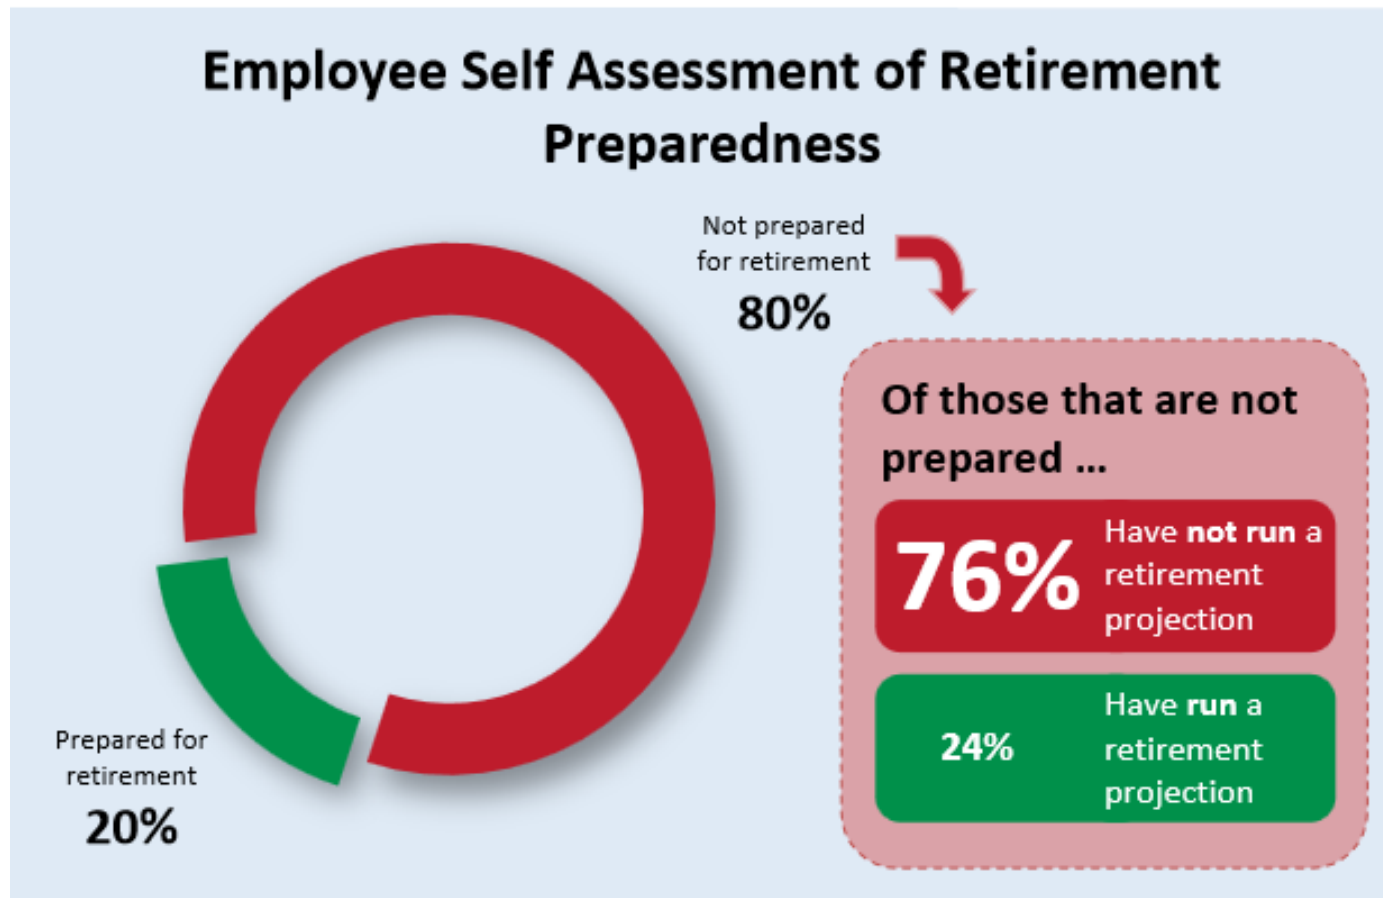 Employee Self Assessment of Retirement
Preparedness
Not prepared
for retirement
80%
Of those that are not
prepared ...
76%
Have not run a
retirement
projection
24%
Have run a
retirement
projection
Prepared for
retirement
20%